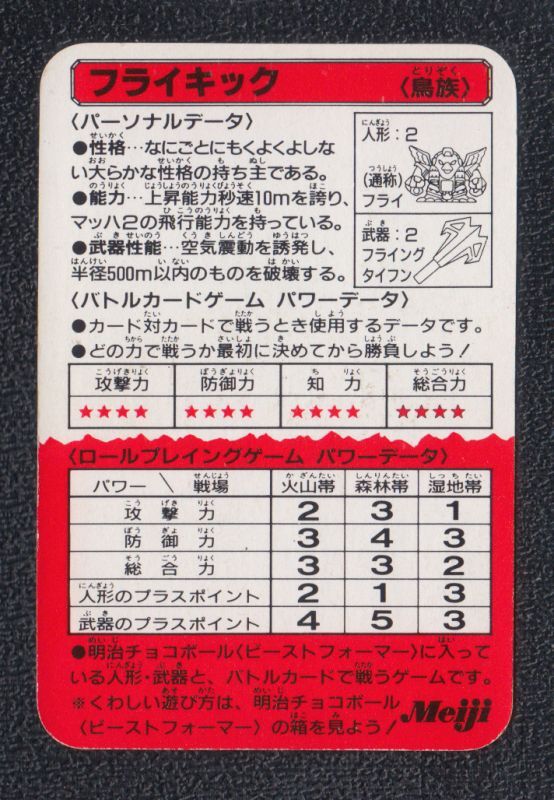 フライキック 〈鳥族〉
〈パーソナルデータ〉
●性格…なにごとにもくよくよしな
い大らかな性格の持ち主である。
●能力…上昇能力秒速10mを誇り、
マッハ2の飛行能力を持っている。
●武器性能…空気震動を誘発し、
半径500m以内のものを破壊する。
人形：2
(通称)
フライ
武器：2
フライング
タイフン
〈バトルカードゲーム パワーデータ〉
●カード対カードで戦うとき使用するデータです。
●どの力で戦うか最初に決めてから勝負しよう！
攻撃力 防御力 知力 総合力
★★★★ ★★★★ ★★★★ ★★★★
〈ロールプレイングゲーム パワーデータ〉
パワー＼戦場 火山帯 森林帯 湿地帯
攻撃力 2 3 1
防御力 3 4 3
総合力 3 3 2
人形のプラスポイント 2 1 3
武器のプラスポイント 4 5 3
●明治チョコボール〈ビーストフォーマー〉に入って
いる人形・武器と、バトルカードで戦うゲームです。
※くわしい遊び方は、明治チョコボール
〈ビーストフォーマー〉の箱を見よう！
Meiji